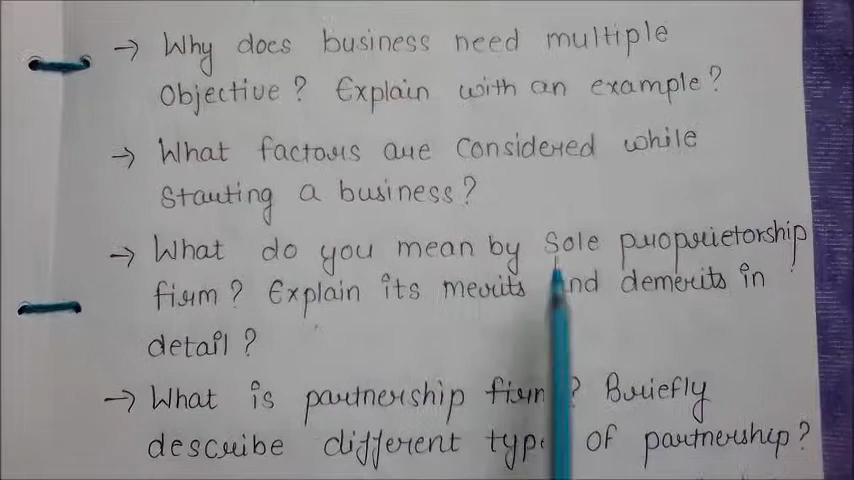 → Why does business need multiple
Objective? Explain with an example?
→ What factors are considered while
starting a business?
→ What do you mean by Sole proprietorship
firm? Explain its merits and demerits in
detail?
→ What is partnership firm? Briefly
describe different type of partnership?